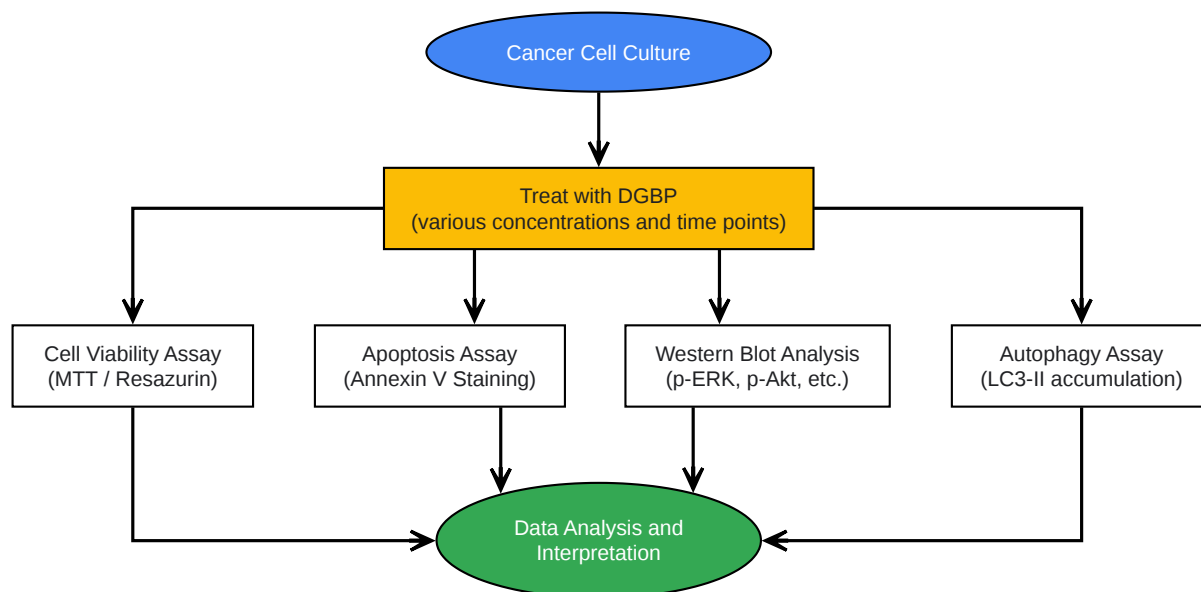 Cancer Cell Culture
Treat with DGBP
(various concentrations and time points)
Cell Viability Assay
(MTT / Resazurin)
Apoptosis Assay
(Annexin V Staining)
Western Blot Analysis
(p-ERK, p-Akt, etc.)
Autophagy Assay
(LC3-II accumulation)
Data Analysis and
Interpretation